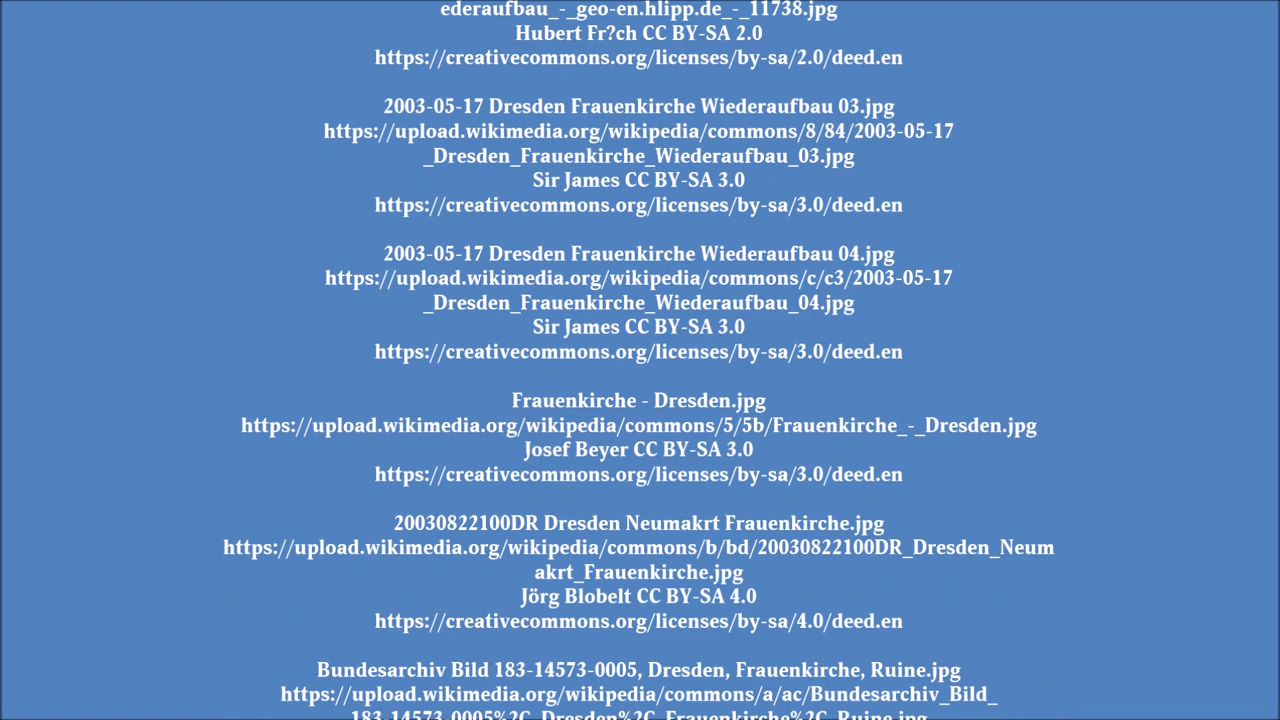 ederaufbau_-_geo-en.hlipp.de_-_11738.jpg
Hubert Fr?ch CC BY-SA 2.0
https://creativecommons.org/licenses/by-sa/2.0/deed.en
2003-05-17 Dresden Frauenkirche Wiederaufbau 03.jpg
https://upload.wikimedia.org/wikipedia/commons/8/84/2003-05-17
_Dresden_Frauenkirche_Wiederaufbau_03.jpg
Sir James CC BY-SA 3.0
https://creativecommons.org/licenses/by-sa/3.0/deed.en
2003-05-17 Dresden Frauenkirche Wiederaufbau 04.jpg
https://upload.wikimedia.org/wikipedia/commons/c/c3/2003-05-17
_Dresden_Frauenkirche_Wiederaufbau_04.jpg
Sir James CC BY-SA 3.0
https://creativecommons.org/licenses/by-sa/3.0/deed.en
Frauenkirche - Dresden.jpg
https://upload.wikimedia.org/wikipedia/commons/5/5b/Frauenkirche_-_Dresden.jpg
Josef Beyer CC BY-SA 3.0
https://creativecommons.org/licenses/by-sa/3.0/deed.en
20030822100DR Dresden Neumakrt Frauenkirche.jpg
https://upload.wikimedia.org/wikipedia/commons/b/bd/20030822100DR_Dresden_Neum
akrt_Frauenkirche.jpg
Jörg Blobelt CC BY-SA 4.0
https://creativecommons.org/licenses/by-sa/4.0/deed.en
Bundesarchiv Bild 183-14573-0005, Dresden, Frauenkirche, Ruine.jpg
https://upload.wikimedia.org/wikipedia/commons/a/ac/Bundesarchiv_Bild_
183-14573-0005%2C_Dresden%2C_Frauenkirche%2C_Ruine.jpg